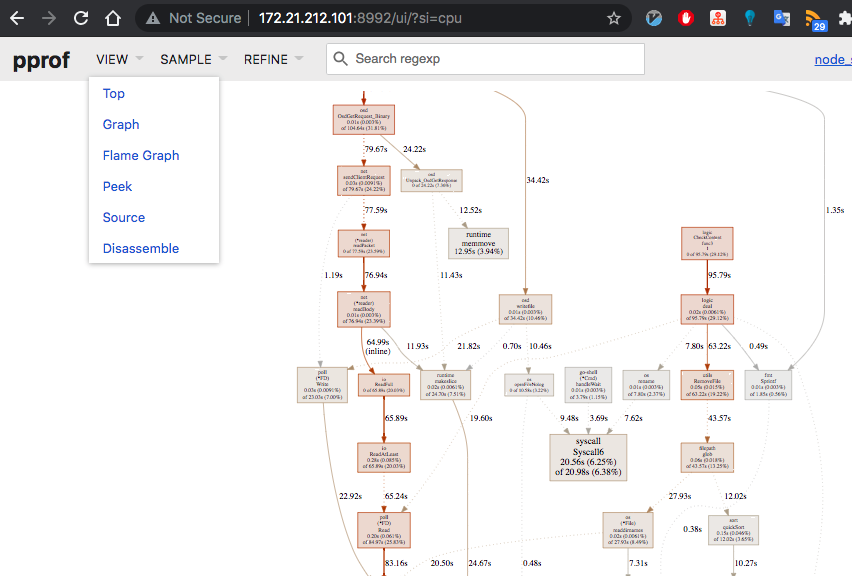 Not Secure | 172.21.212.101:8992/ui/?si=cpu
29
pprof
VIEW
SAMPLE
REFINE
Search regexp
node_s
Top
Graph
Flame Graph
Peek
Source
Disassemble
osd
OsdGetRequest_Binary
0.01s (0.003%)
of 104.64s (31.81%)
79.67s
24.22s
net
sendClientRequest
0.03s (0.0091%)
of 79.67s (24.22%)
osd
Unpack_OsdGetResponse
0 of 24.22s (7.36%)
34.42s
77.59s
12.52s
1.35s
net
(*reader)
readPacket
0 of 77.59s (23.59%)
runtime
memmove
12.95s (3.94%)
logic
CheckContent
func3
1
0 of 95.79s (29.12%)
1.19s
76.94s
11.43s
95.79s
net
(*reader)
readBody
0.01s (0.003%)
of 76.94s (23.39%)
osd
writefile
0.01s (0.003%)
of 34.42s (10.46%)
logic
deal
0.02s (0.0061%)
of 95.79s (29.12%)
64.99s
(inline)
11.93s
21.82s
0.70s
10.46s
7.80s
63.22s
0.49s
poll
(*FD)
Write
0.03s (0.0091%)
of 23.03s (7.00%)
io
ReadFull
0 of 65.89s (20.03%)
runtime
makeslice
0.02s (0.0061%)
of 24.70s (7.51%)
os
openFileNolog
0 of 10.58s (3.22%)
go-shell
(*Cmd)
handleWait
0.01s (0.003%)
of 3.79s (1.15%)
os
rename
0.01s (0.003%)
of 7.80s (2.37%)
utils
RemoveFile
0.05s (0.015%)
of 63.22s (19.22%)
fmt
Sprintf
0.01s (0.003%)
of 1.85s (0.56%)
65.89s
19.60s
9.48s
3.69s
7.62s
43.57s
io
ReadAtLeast
0.28s (0.085%)
of 65.89s (20.03%)
syscall
Syscall6
20.56s (6.25%)
of 20.98s (6.38%)
filepath
glob
0.06s (0.018%)
of 43.57s (13.25%)
22.92s
65.24s
27.93s
12.02s
poll
(*FD)
Read
0.20s (0.061%)
of 84.97s (25.83%)
os
(*File)
readdirnames
0.02s (0.0061%)
of 27.93s (8.49%)
0.38s
sort
quickSort
0.15s (0.046%)
of 12.02s (3.65%)
83.16s
20.50s
24.67s
0.48s
7.31s
10.27s